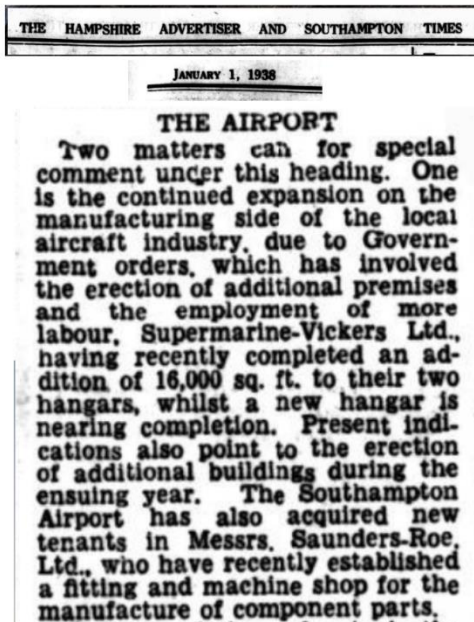 THE HAMPSHIRE ADVERTISER AND SOUTHAMPTON TIMES
JANUARY 1, 1938
THE AIRPORT
Two matters call for special
comment under this heading. One
is the continued expansion on the
manufacturing side of the local
aircraft industry, due to Govern-
ment orders, which has involved
the erection of additional premises
and the employment of more
labour, Supermarine-Vickers Ltd.,
having recently completed an ad-
dition of 16,000 sq. ft. to their two
hangars, whilst a new hangar is
nearing completion. Present indi-
cations also point to the erection
of additional buildings during the
ensuing year. The Southampton
Airport has also acquired new
tenants in Messrs. Saunders-Roe,
Ltd., who have recently established
a fitting and machine shop for the
manufacture of component parts.